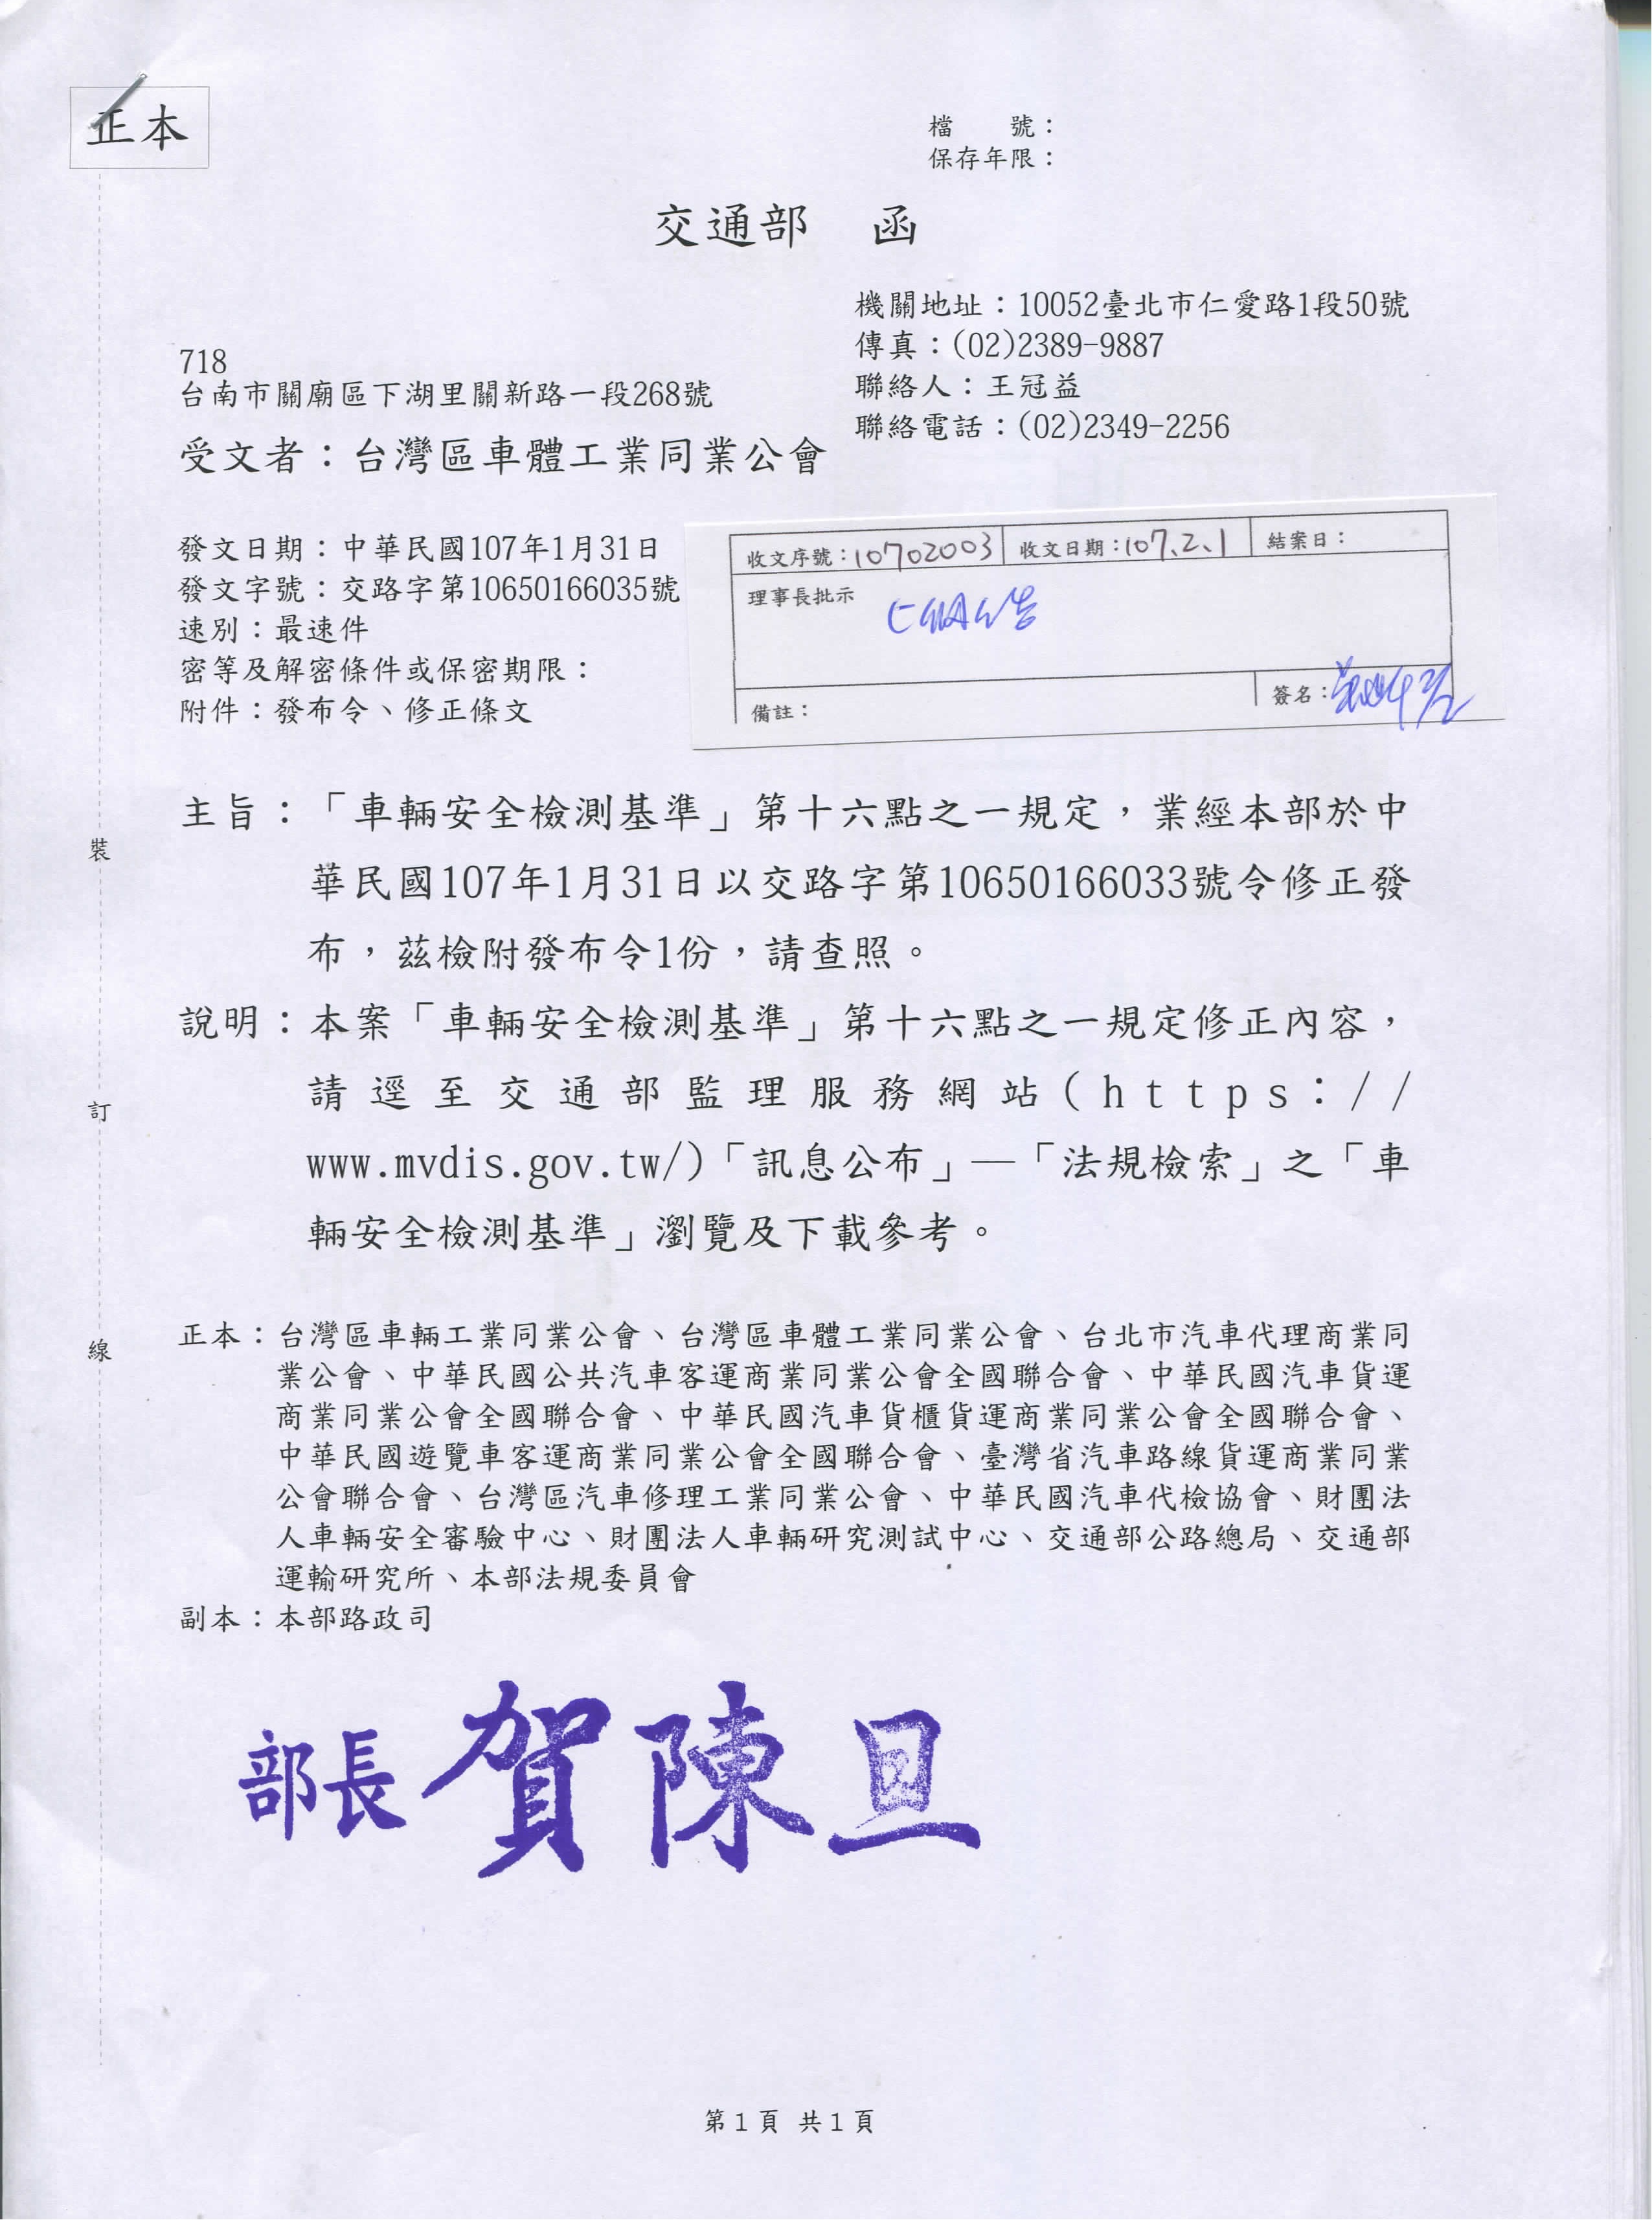 正本
檔　　號：
保存年限：
交通部　函
機關地址：10052臺北市仁愛路1段50號
傳真：(02)2389-9887
聯絡人：王冠益
聯絡電話：(02)2349-2256
718
台南市關廟區下湖里關新路一段268號
受文者：台灣區車體工業同業公會
發文日期：中華民國107年1月31日
發文字號：交路字第10650166035號
速別：最速件
密等及解密條件或保密期限：
附件：發布令、修正條文
收文序號：10702003 收文日期：107.2.1 結案日：
理事長批示
備註： 簽名：
主旨：「車輛安全檢測基準」第十六點之一規定，業經本部於中
華民國107年1月31日以交路字第10650166033號令修正發
布，茲檢附發布令1份，請查照。
說明：本案「車輛安全檢測基準」第十六點之一規定修正內容，
請逕至交通部監理服務網站(https://
www.mvdis.gov.tw/)「訊息公布」—「法規檢索」之「車
輛安全檢測基準」瀏覽及下載參考。
正本：台灣區車輛工業同業公會、台灣區車體工業同業公會、台北市汽車代理商業同
業公會、中華民國公共汽車客運商業同業公會全國聯合會、中華民國汽車貨運
商業同業公會全國聯合會、中華民國汽車貨櫃貨運商業同業公會全國聯合會、
中華民國遊覽車客運商業同業公會全國聯合會、臺灣省汽車路線貨運商業同業
公會聯合會、台灣區汽車修理工業同業公會、中華民國汽車代檢協會、財團法
人車輛安全審驗中心、財團法人車輛研究測試中心、交通部公路總局、交通部
運輸研究所、本部法規委員會
副本：本部路政司
部長 賀陳旦
裝
訂
線
第1頁 共1頁